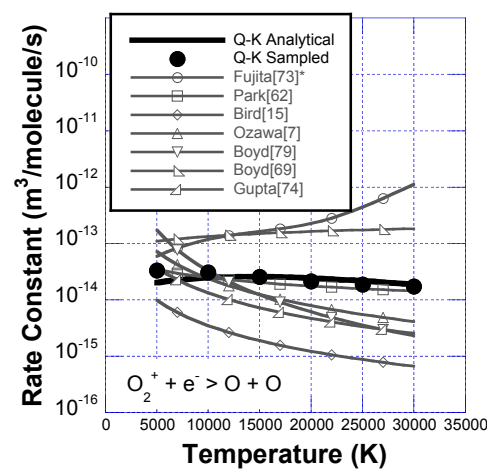 Rate Constant (m³/molecule/s)
10⁻¹⁰
10⁻¹¹
10⁻¹²
10⁻¹³
10⁻¹⁴
10⁻¹⁵
10⁻¹⁶
Q-K Analytical
Q-K Sampled
Fujita[73]*
Park[62]
Bird[15]
Ozawa[7]
Boyd[79]
Boyd[69]
Gupta[74]
O₂⁺ + e⁻ > O + O
0 5000 10000 15000 20000 25000 30000 35000
Temperature (K)